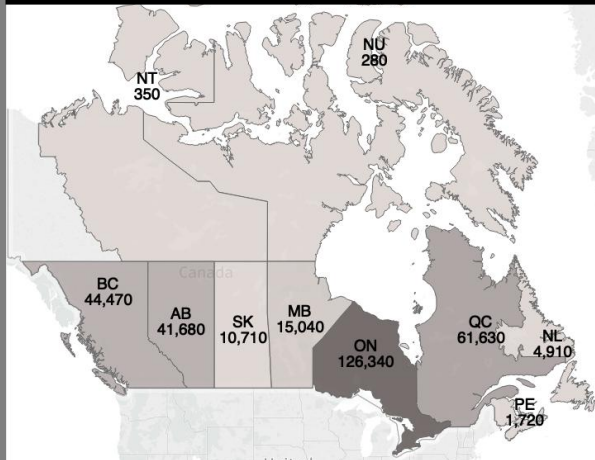 NU
280
NT
350
Canada
BC
44,470
AB
41,680
SK
10,710
MB
15,040
ON
126,340
QC
61,630
NL
4,910
PE
1,720